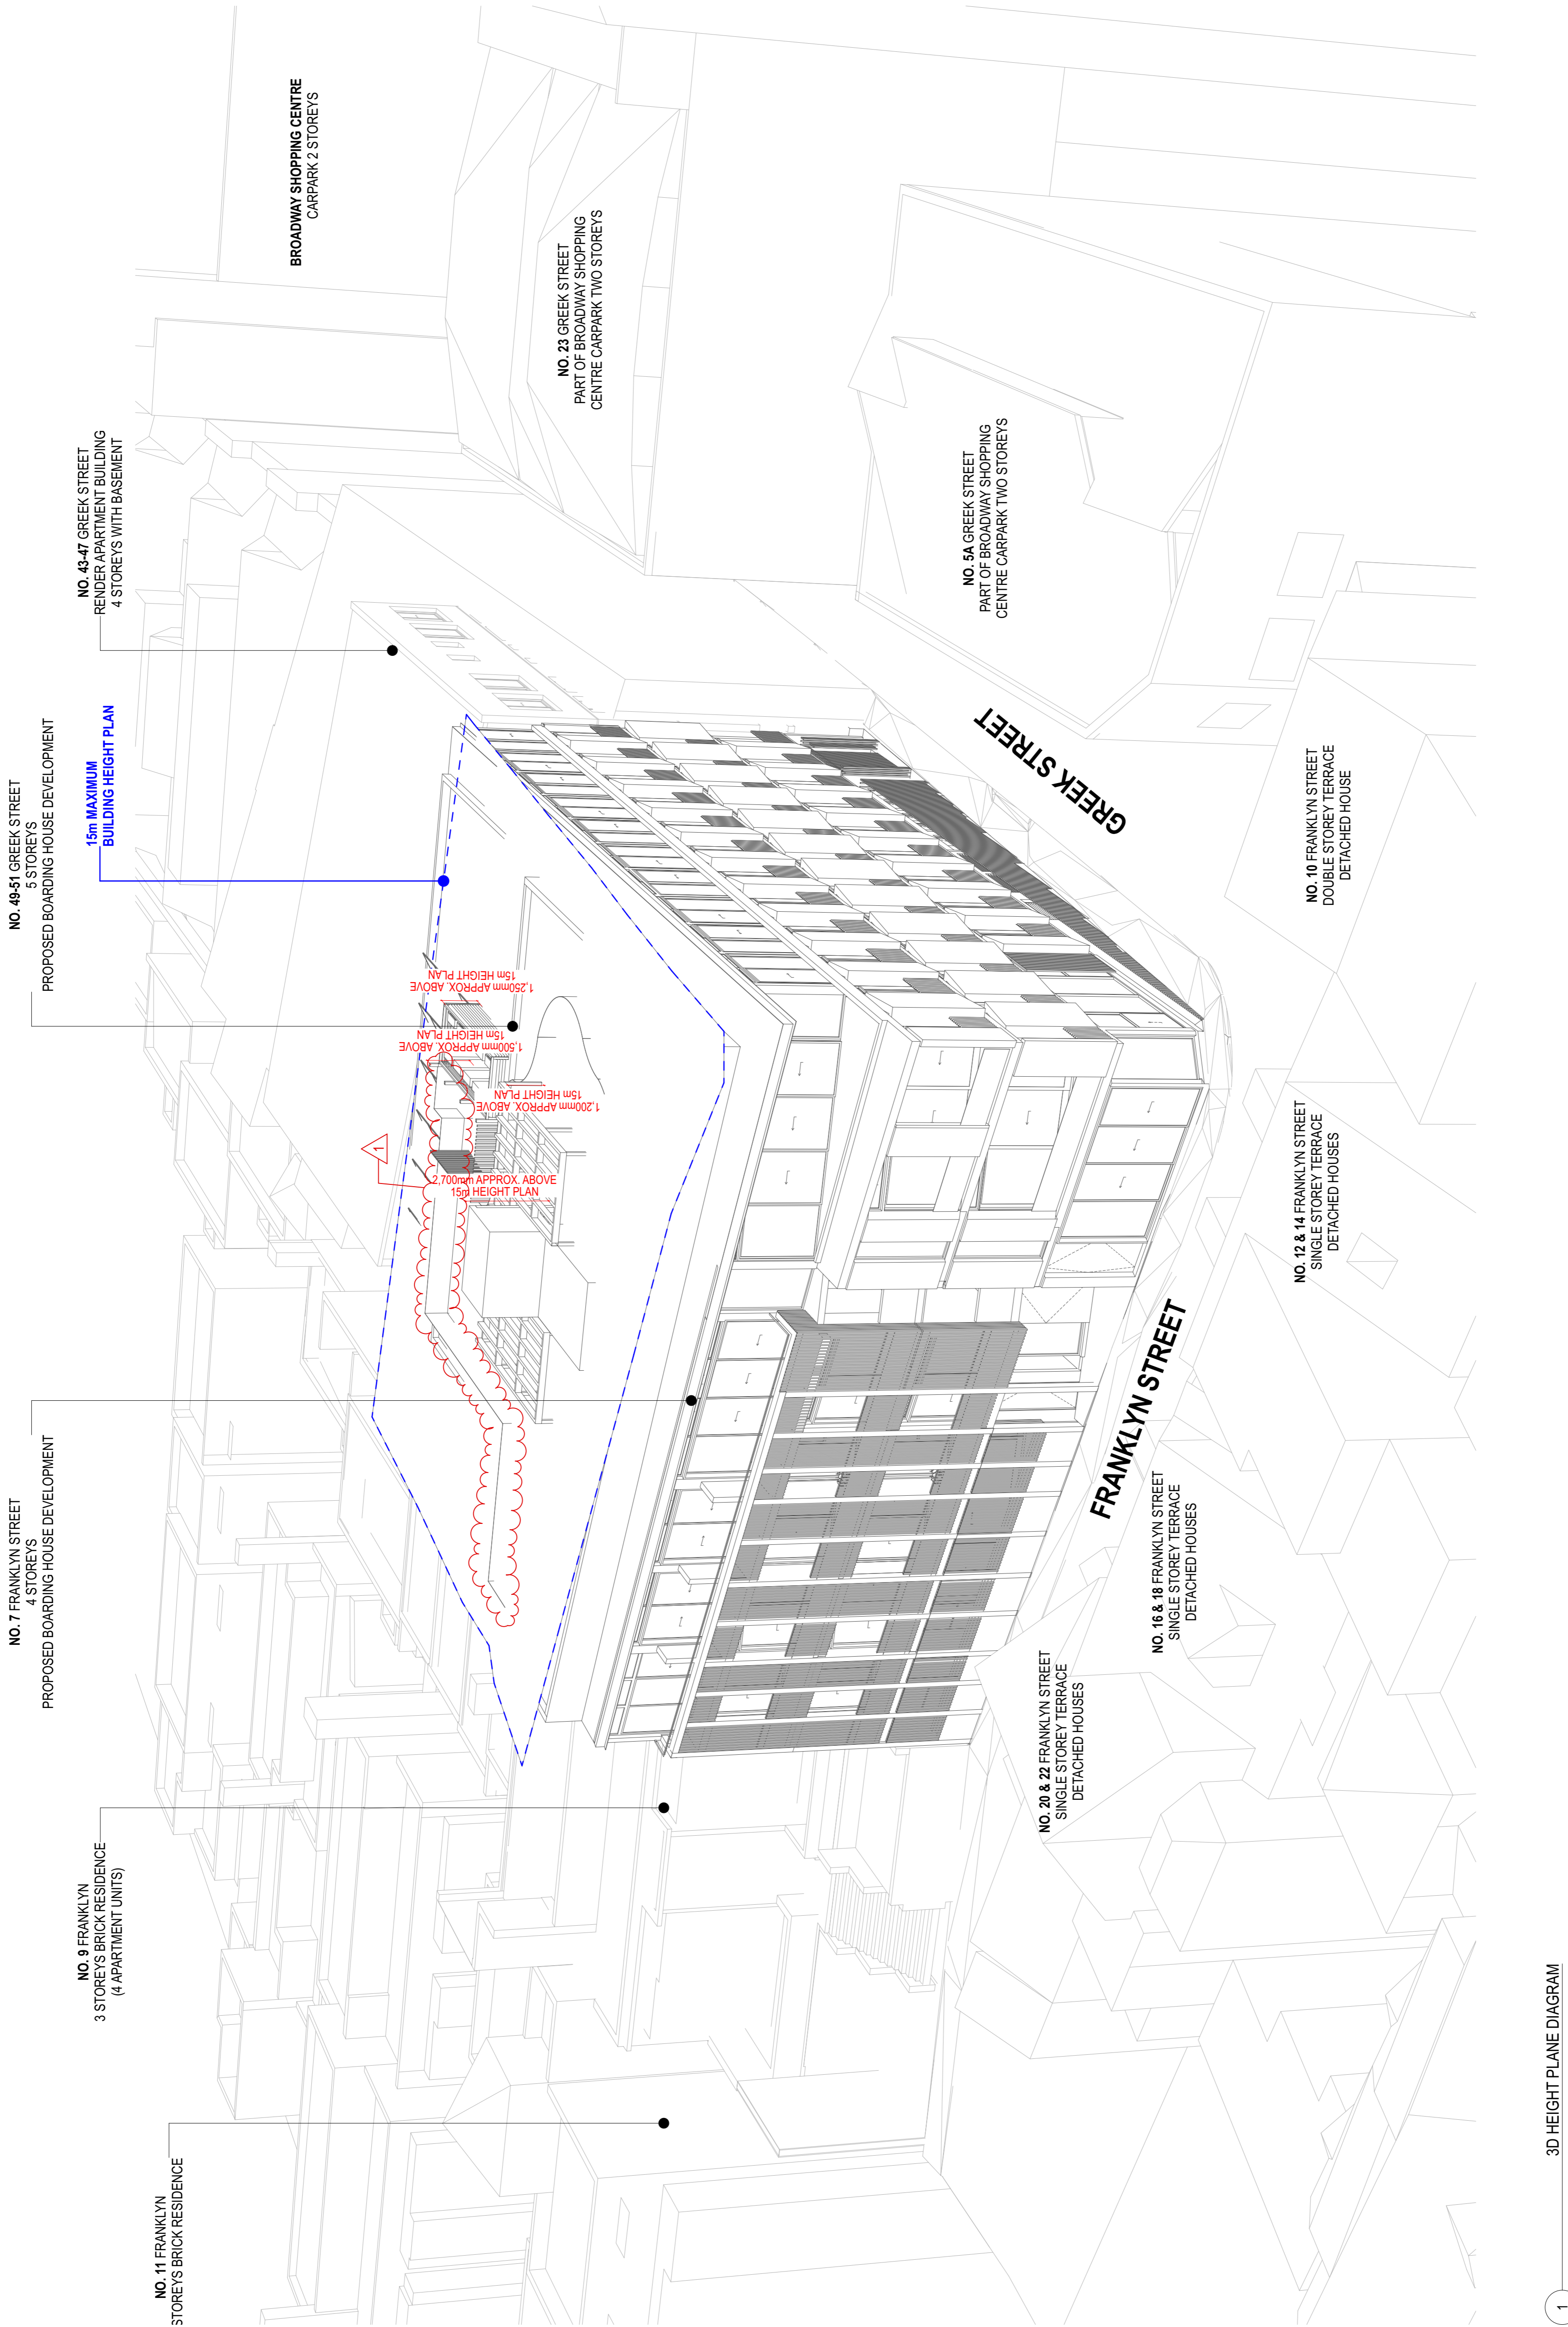 NO. 11 FRANKLYN
STOREYS BRICK RESIDENCE
NO. 9 FRANKLYN
3 STOREYS BRICK RESIDENCE
(4 APARTMENT UNITS)
NO. 7 FRANKLYN STREET
4 STOREYS
PROPOSED BOARDING HOUSE DEVELOPMENT
NO. 49-51 GREEK STREET
5 STOREYS
PROPOSED BOARDING HOUSE DEVELOPMENT
15m MAXIMUM
BUILDING HEIGHT PLAN
NO. 43-47 GREEK STREET
RENDER APARTMENT BUILDING
4 STOREYS WITH BASEMENT
BROADWAY SHOPPING CENTRE
CARPARK 2 STOREYS
NO. 23 GREEK STREET
PART OF BROADWAY SHOPPING
CENTRE CARPARK TWO STOREYS
NO. 5A GREEK STREET
PART OF BROADWAY SHOPPING
CENTRE CARPARK TWO STOREYS
1
2,700mm APPROX. ABOVE
15m HEIGHT PLAN
1,200mm APPROX. ABOVE
15m HEIGHT PLAN
1,500mm APPROX. ABOVE
15m HEIGHT PLAN
1,250mm APPROX. ABOVE
15m HEIGHT PLAN
GREEK STREET
FRANKLYN STREET
NO. 20 & 22 FRANKLYN STREET
SINGLE STOREY TERRACE
DETACHED HOUSES
NO. 16 & 18 FRANKLYN STREET
SINGLE STOREY TERRACE
DETACHED HOUSES
NO. 12 & 14 FRANKLYN STREET
SINGLE STOREY TERRACE
DETACHED HOUSES
NO. 10 FRANKLYN STREET
DOUBLE STOREY TERRACE
DETACHED HOUSE
1
3D HEIGHT PLANE DIAGRAM